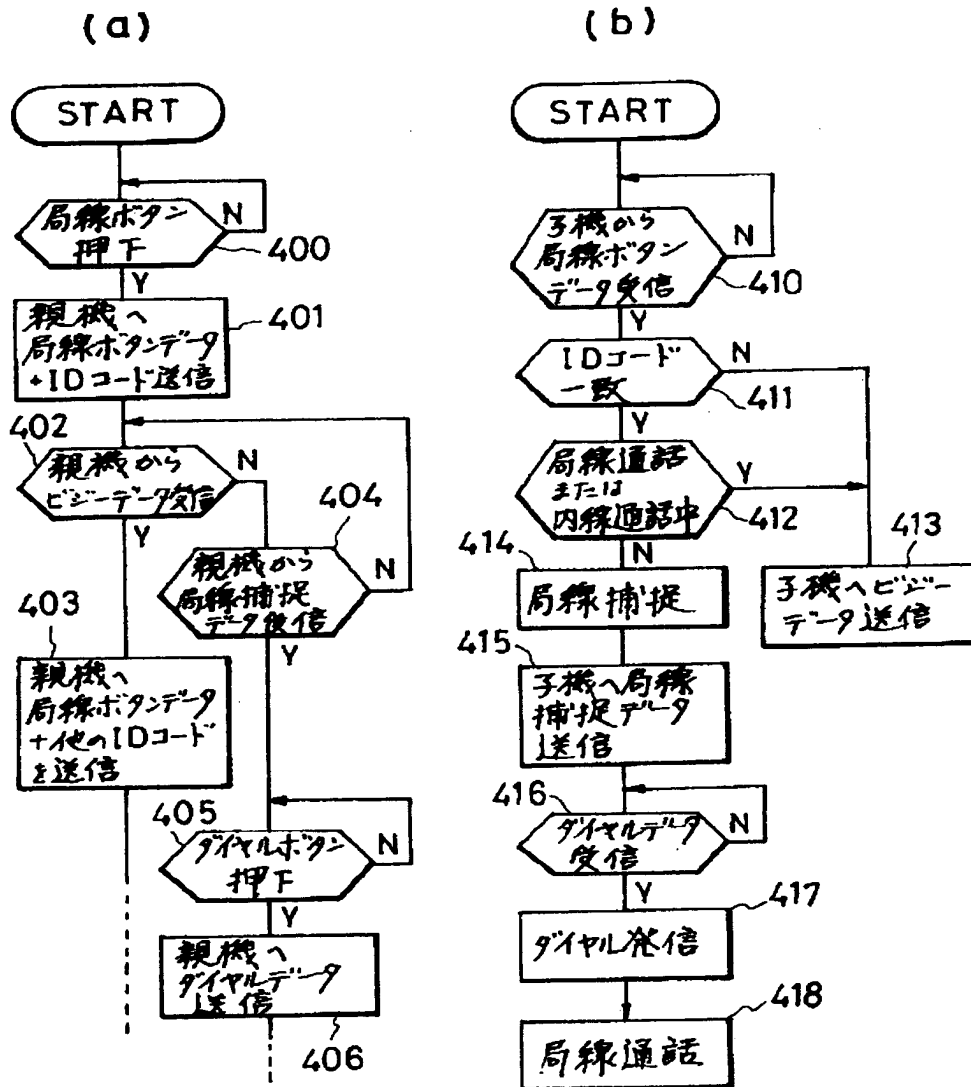 (a)
START
局線ボタン
押下
N
400
Y
親機へ
局線ボタンデータ
+IDコード送信
401
402
親機から
ビジーデータ受信
N
Y
404
親機から
局線捕捉
データ受信
N
Y
403
親機へ
局線ボタンデータ
+他のIDコード
を送信
405
ダイヤルボタン
押下
N
Y
親機へ
ダイヤルデータ
送信
406
(b)
START
子機から
局線ボタン
データ受信
N
410
Y
IDコード
一致
N
411
Y
局線通話
または
内線通話中
Y
412
N
413
子機へビジー
データ送信
414
局線捕捉
415
子機へ局線
捕捉データ
送信
416
ダイヤルデータ
受信
N
Y
417
ダイヤル発信
418
局線通話